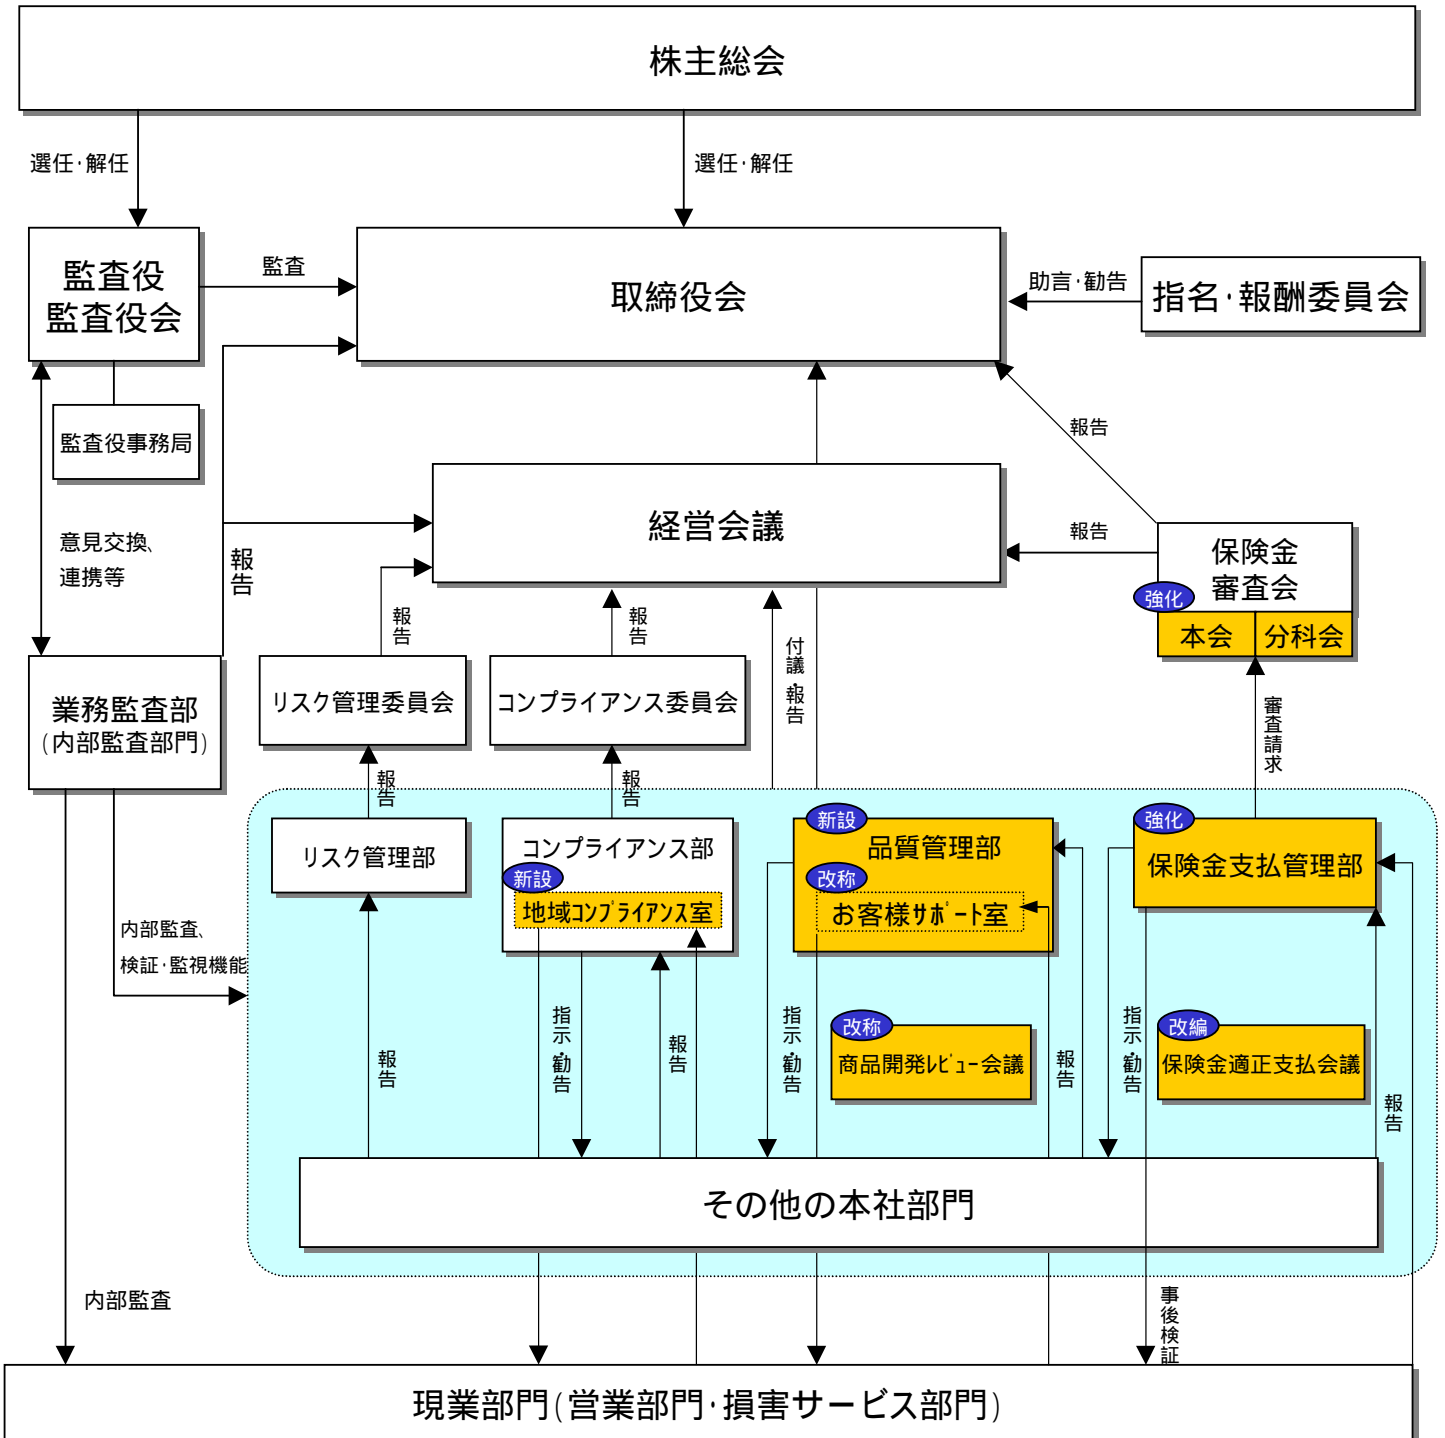 株主総会
選任・解任
選任・解任
監査役
監査役会
監査
取締役会
助言・勧告
指名・報酬委員会
監査役事務局
報告
経営会議
報告
保険金
審査会
強化
本会
分科会
意見交換、
連携等
報告
報告
報告
付議・報告
審査請求
業務監査部
(内部監査部門)
リスク管理委員会
コンプライアンス委員会
報告
報告
リスク管理部
コンプライアンス部
新設
地域コンプライアンス室
新設
品質管理部
改称
お客様サポート室
強化
保険金支払管理部
内部監査、
検証・監視機能
報告
指示・勧告
報告
指示・勧告
改称
商品開発レビュー会議
報告
指示・勧告
改編
保険金適正支払会議
報告
その他の本社部門
内部監査
事後検証
現業部門(営業部門・損害サービス部門)